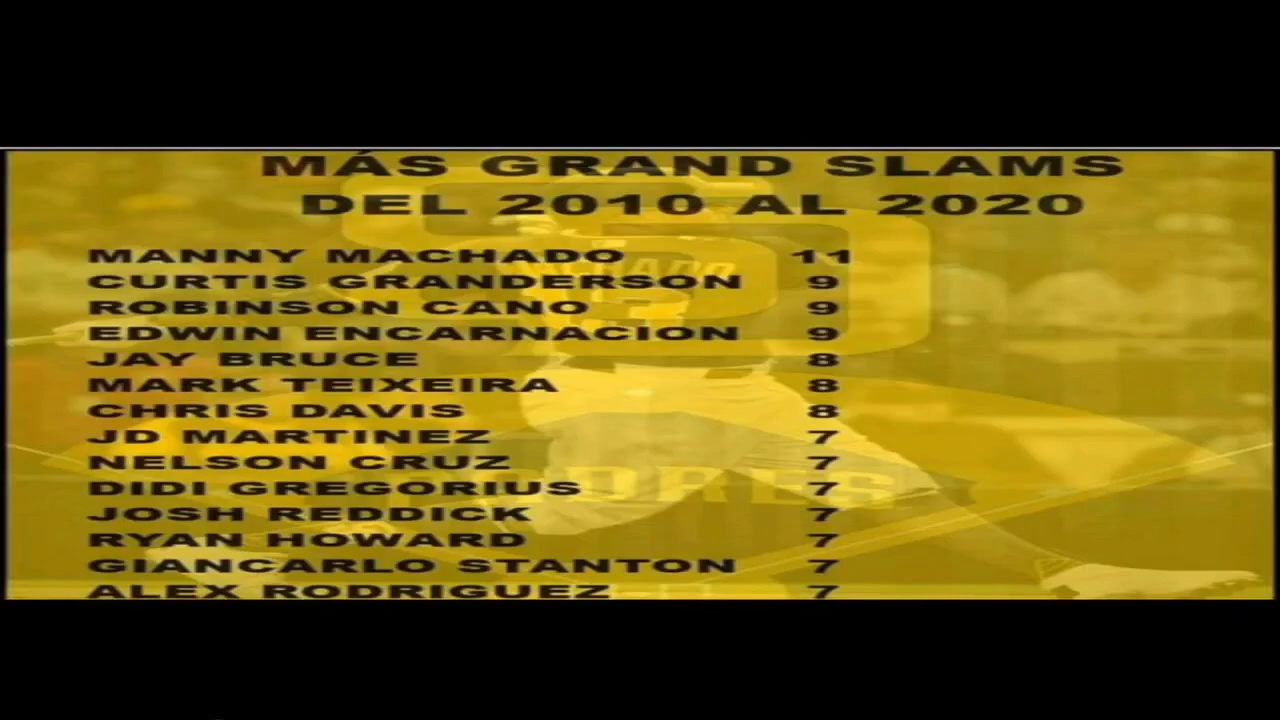 MÁS GRAND SLAMS
DEL 2010 AL 2020
MANNY MACHADO 11
CURTIS GRANDERSON 9
ROBINSON CANO 9
EDWIN ENCARNACION 9
JAY BRUCE 8
MARK TEIXEIRA 8
CHRIS DAVIS 8
JD MARTINEZ 7
NELSON CRUZ 7
DIDI GREGORIUS 7
JOSH REDDICK 7
RYAN HOWARD 7
GIANCARLO STANTON 7
ALEX RODRIGUEZ 7